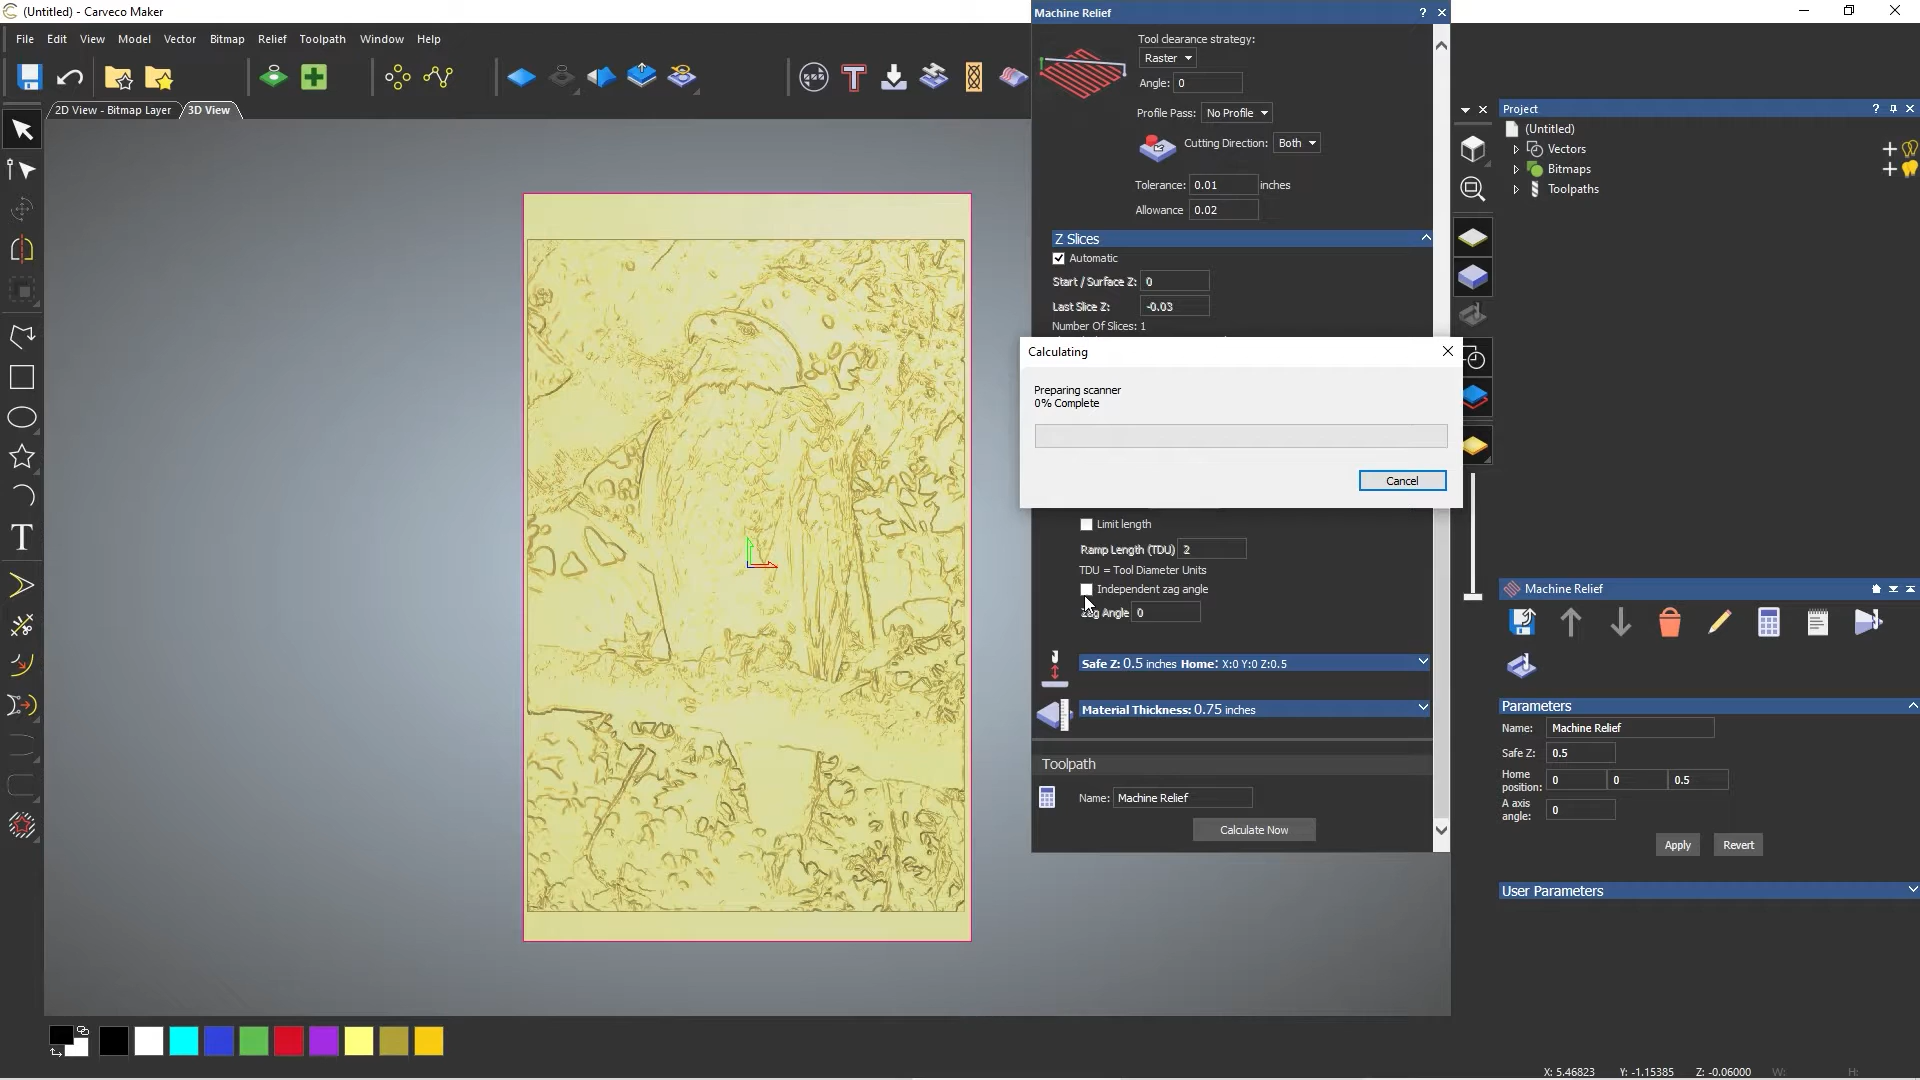 (Untitled) - Carveco Maker
File Edit View Model Vector Bitmap Relief Toolpath Window Help
2D View - Bitmap Layer
3D View
Machine Relief
Tool clearance strategy:
Raster
Angle: 0
Profile Pass: No Profile
Cutting Direction: Both
Tolerance: 0.01 inches
Allowance 0.02
Z Slices
Automatic
Start / Surface Z: 0
Last Slice Z: -0.03
Number Of Slices: 1
Calculating
Preparing scanner
0% Complete
Cancel
Limit length
Ramp Length (TDU) 2
TDU = Tool Diameter Units
Independent zag angle
Zag Angle 0
Safe Z: 0.5 inches Home: X:0 Y:0 Z:0.5
Material Thickness: 0.75 inches
Toolpath
Name: Machine Relief
Calculate Now
Project
(Untitled)
Vectors
Bitmaps
Toolpaths
Machine Relief
Parameters
Name: Machine Relief
Safe Z: 0.5
Home position: 0 0 0.5
A axis angle: 0
Apply Revert
User Parameters
X: 5.46823 Y: -1.15385 Z: -0.06000 W: H: